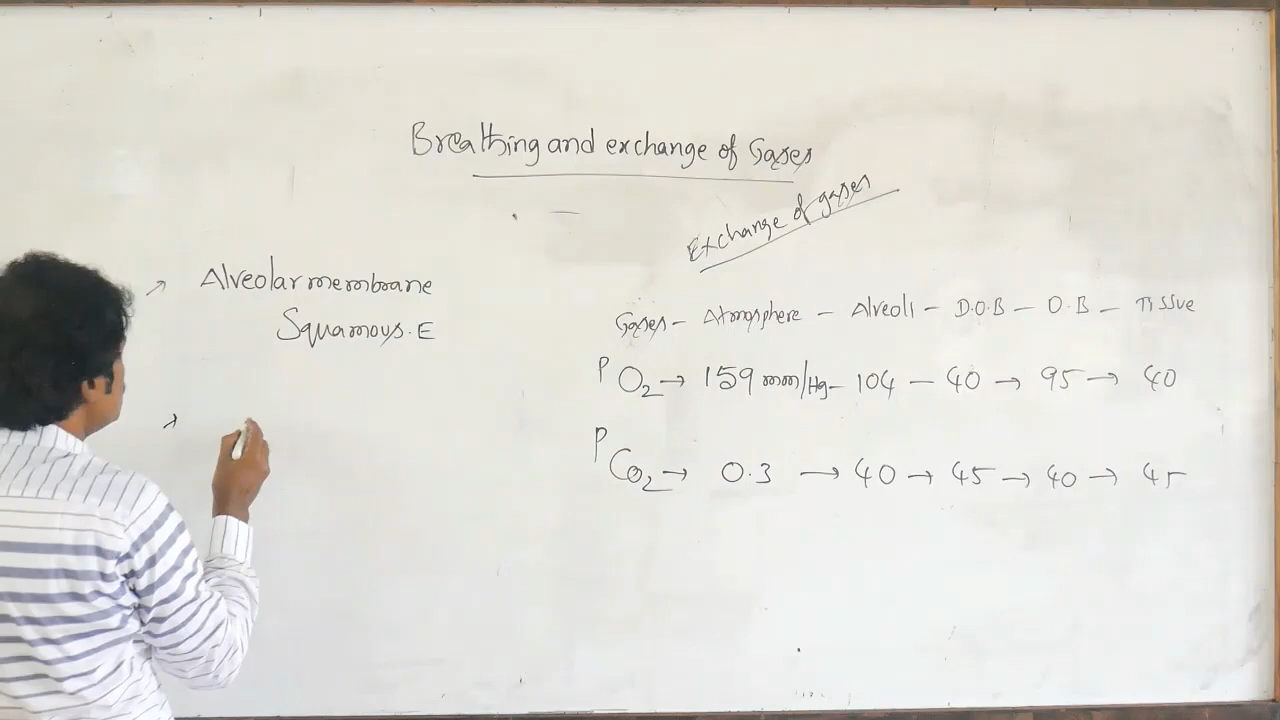 Breathing and exchange of Gases
Exchange of gases
→ Alveolar membrane
Squamous.E
→
Gases - Atmosphere - Alveoli - D.O.B - O.B - Tissue
PO2 → 159 mm/Hg - 104 - 40 → 95 → 40
PCO2 → 0.3 → 40 → 45 → 40 → 45